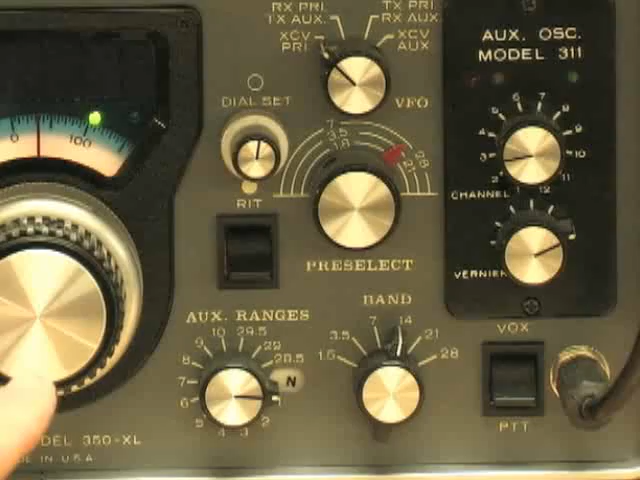 RX PRI.
TX AUX.
TX PRI.
RX AUX
XCV
PRI.
XCV
AUX
VFO
AUX. OSC.
MODEL 311
DIAL SET
0 100
RIT
7
3.5
1.8
28
21
PRESELECT
2 3 4 5 6 7 8 9 10 11 12 1
CHANNEL
VERNIER
AUX. RANGES
1 2 3 4 5 6 7 8 9 10 29.5 29 28.5
N
BAND
3.5 7 14 21 28
VOX
PTT
MODEL 350-XL
IN U.S.A